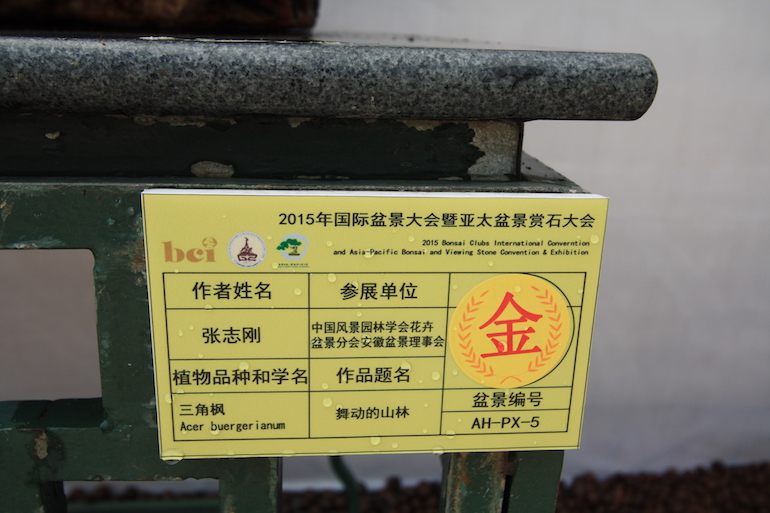 2015年国际盆景大会暨亚太盆景赏石大会
bci
2015 Bonsai Clubs International Converntion
and Asia-Pacific Bonsai and Viewing Stone Convention & Exhibition
ASIA-PACIFIC
作者姓名
参展单位
张志刚
中国风景园林学会花卉
盆景分会安徽盆景理事会
金
植物品种和学名
作品题名
盆景编号
三角枫
Acer buergerianum
舞动的山林
AH-PX-5